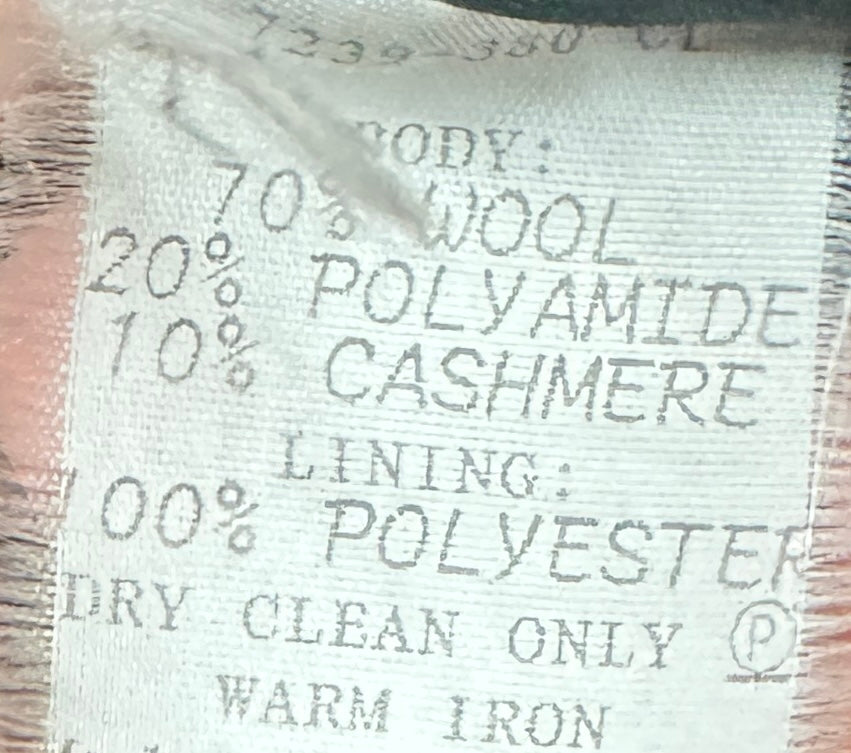 BODY:
70% WOOL
20% POLYAMIDE
10% CASHMERE
LINING:
100% POLYESTER
DRY CLEAN ONLY P
WARM IRON